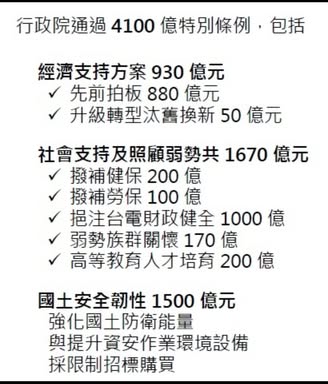 行政院通過 4100 億特別條例，包括
經濟支持方案 930 億元
✓ 先前拍板 880 億元
✓ 升級轉型汰舊換新 50 億元
社會支持及照顧弱勢共 1670 億元
✓ 撥補健保 200 億
✓ 撥補勞保 100 億
✓ 挹注台電財政健全 1000 億
✓ 弱勢族群關懷 170 億
✓ 高等教育人才培育 200 億
國土安全韌性 1500 億元
強化國土防衛能量
與提升資安作業環境設備
採限制招標購買